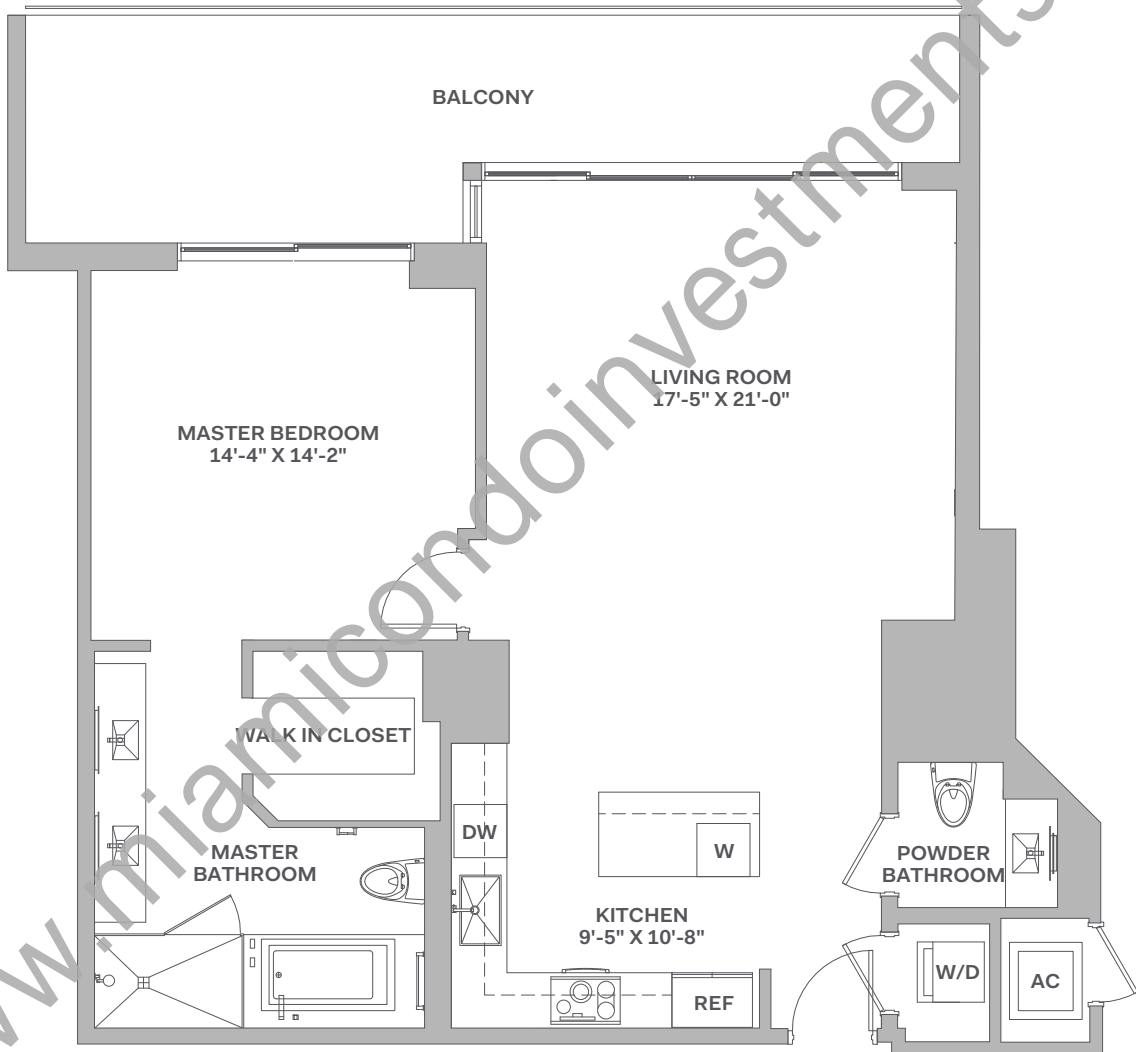 BALCONY
LIVING ROOM
17'-5" X 21'-0"
MASTER BEDROOM
14'-4" X 14'-2"
WALK IN CLOSET
DW
W
MASTER
BATHROOM
POWDER
BATHROOM
KITCHEN
9'-5" X 10'-8"
W/D
AC
REF
www.miamicondoinvestments